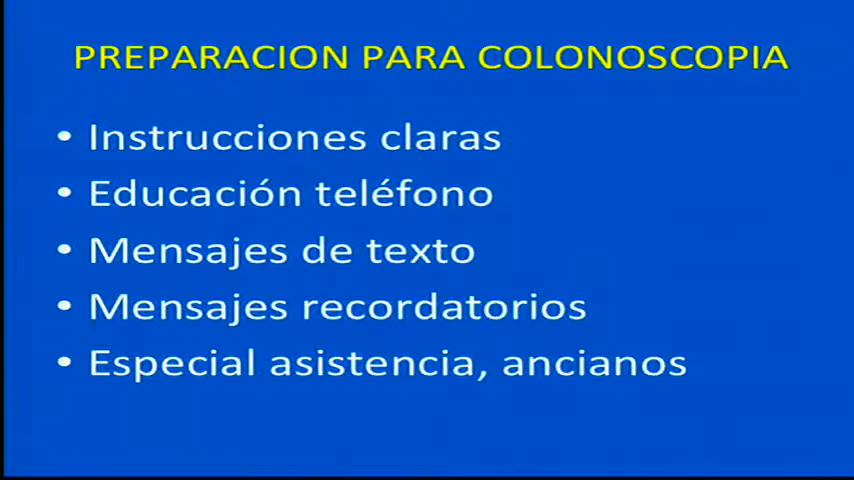 PREPARACION PARA COLONOSCOPIA
• Instrucciones claras
• Educación teléfono
• Mensajes de texto
• Mensajes recordatorios
• Especial asistencia, ancianos